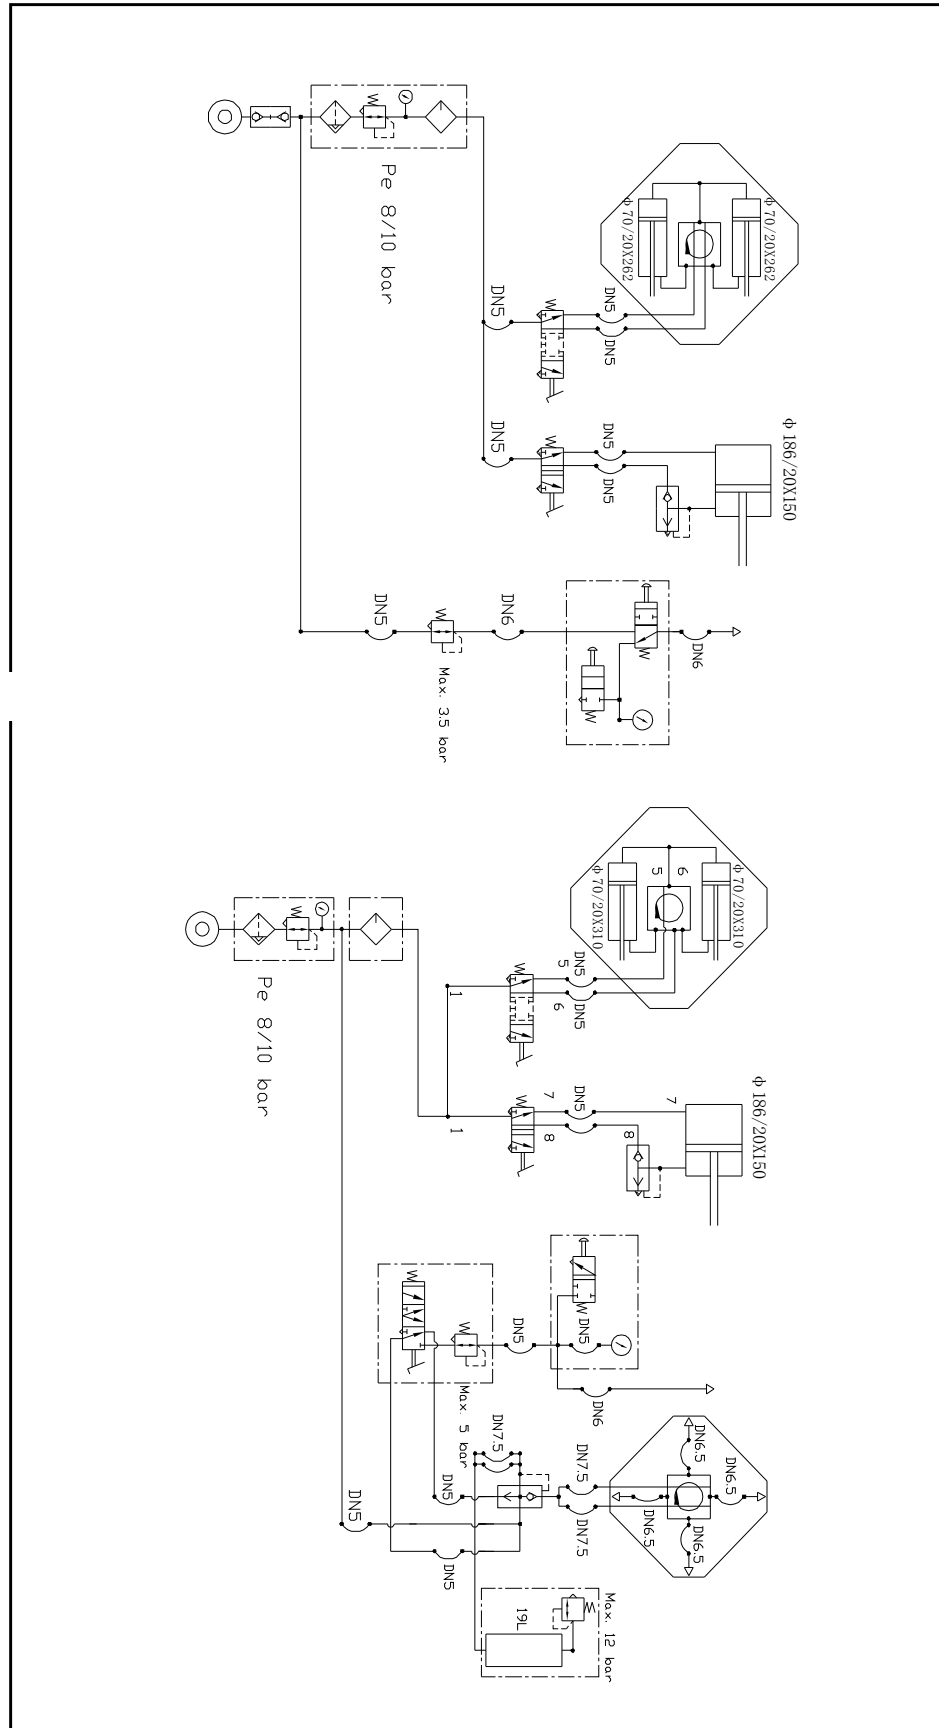 Pe 8/10 bar
φ 70/20X262
φ 70/20X262
DN5
DN5
DN5
φ 186/20X150
DN5
DN5
DN5
DN5
Max. 3.5 bar
DN6
DN6
φ 70/20X310
5
6
φ 70/20X310
Pe 8/10 bar
1
5
DN5
6
DN5
φ 186/20X150
1
7
DN5
8
DN5
8
7
DN5
DN5
DN6
Max. 5 bar
DN7.5
DN5
DN7.5
DN7.5
DN6.5
DN6.5
DN6.5
DN6.5
DN5
DN5
19L
Max. 12 bar